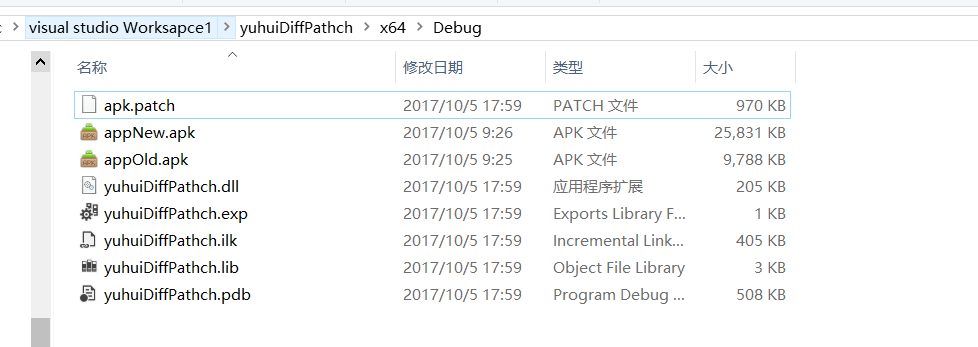 visual studio Worksapce1 yuhuiDiffPathch x64 Debug
名称 修改日期 类型 大小
apk.patch 2017/10/5 17:59 PATCH 文件 970 KB
appNew.apk 2017/10/5 9:26 APK 文件 25,831 KB
appOld.apk 2017/10/5 9:25 APK 文件 9,788 KB
yuhuiDiffPathch.dll 2017/10/5 17:59 应用程序扩展 205 KB
yuhuiDiffPathch.exp 2017/10/5 17:59 Exports Library F... 1 KB
yuhuiDiffPathch.ilk 2017/10/5 17:59 Incremental Link... 405 KB
yuhuiDiffPathch.lib 2017/10/5 17:59 Object File Library 3 KB
yuhuiDiffPathch.pdb 2017/10/5 17:59 Program Debug ... 508 KB